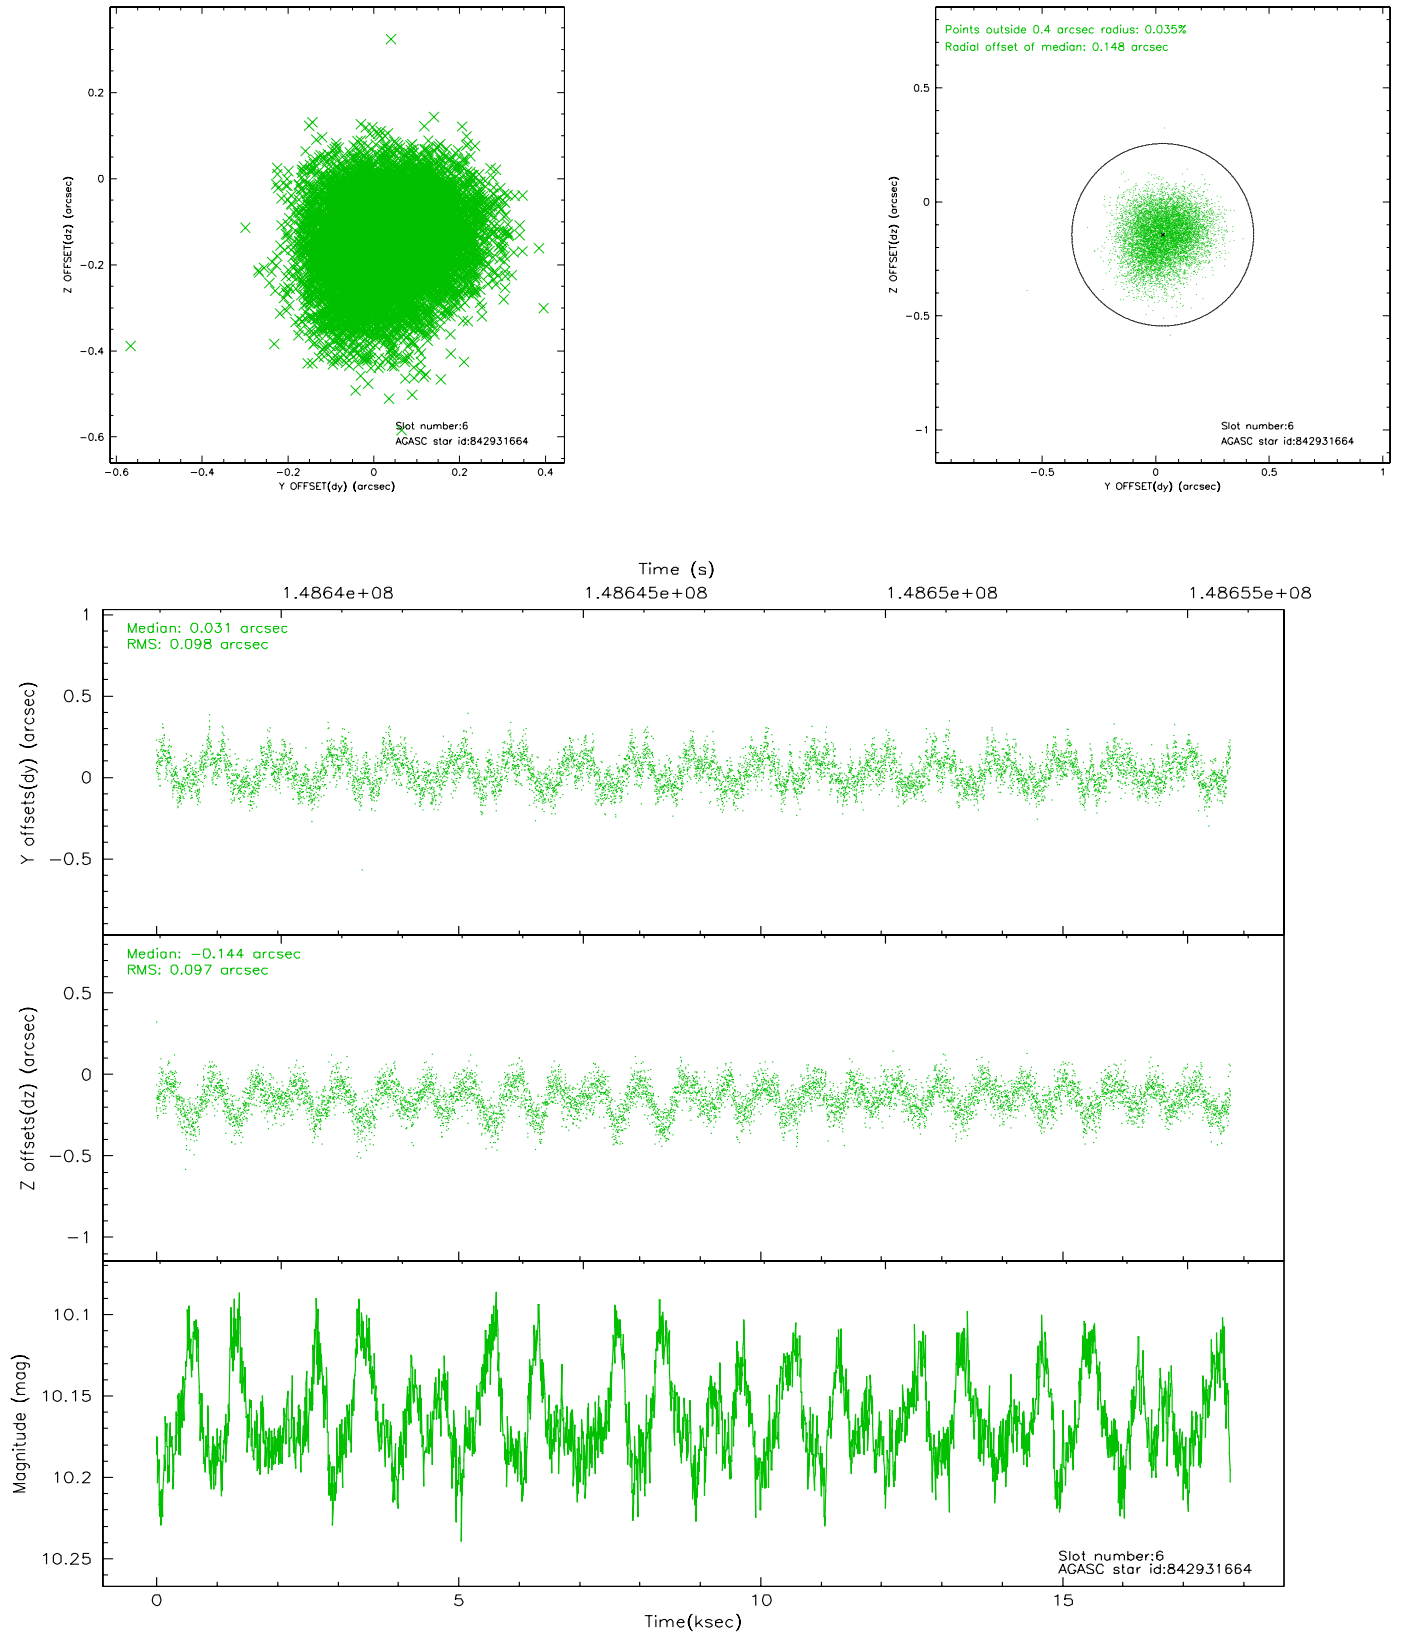 0.2
0
−0.2
−0.4
−0.6
Z OFFSET(dz) (arcsec)
Slot number:6
AGASC star id:842931664
−0.6 −0.4 −0.2 0 0.2 0.4
Y OFFSET(dy) (arcsec)
Points outside 0.4 arcsec radius: 0.035%
Radial offset of median: 0.148 arcsec
0.5
0
−0.5
−1
Z OFFSET(dz) (arcsec)
Slot number:6
AGASC star id:842931664
−0.5 0 0.5 1
Y OFFSET(dy) (arcsec)
Time (s)
1.4864e+08 1.48645e+08 1.4865e+08 1.48655e+08
Median: 0.031 arcsec
RMS: 0.098 arcsec
1
0.5
0
−0.5
Y offsets(dy) (arcsec)
Median: −0.144 arcsec
RMS: 0.097 arcsec
0.5
0
−0.5
−1
Z offsets(dz) (arcsec)
10.1
10.15
10.2
10.25
Magnitude (mag)
Slot number:6
AGASC star id:842931664
0 5 10 15
Time(ksec)